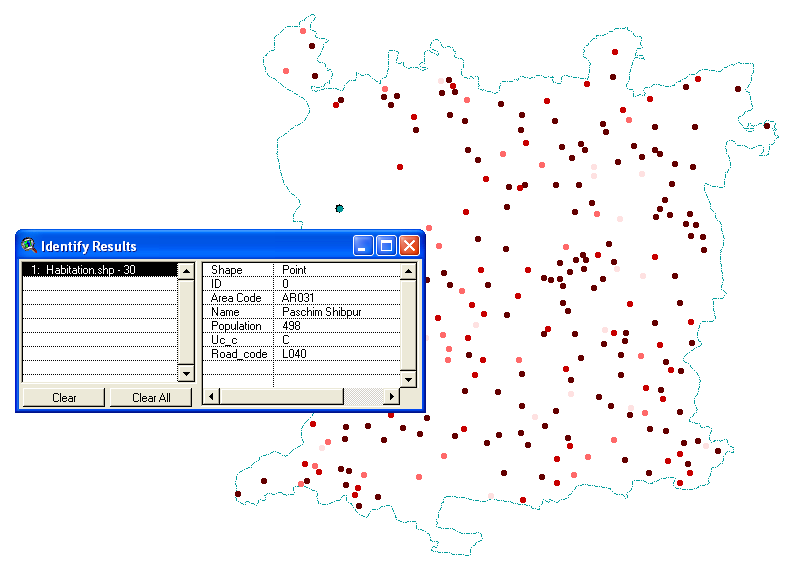 Identify Results
1: Habitation.shp - 30
Shape Point
ID 0
Area Code AR031
Name Paschim Shibpur
Population 498
Uc_c C
Road_code L040
Clear Clear All